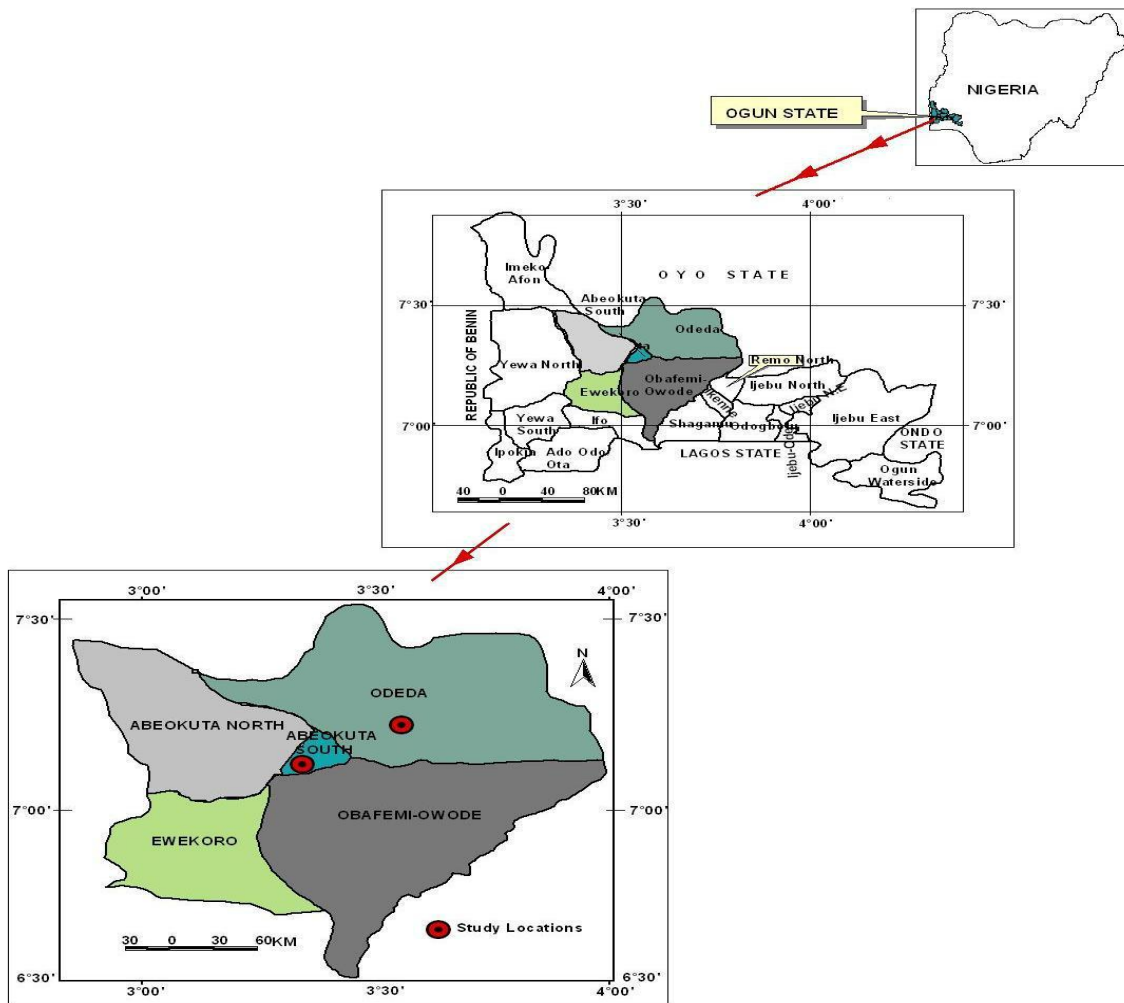 NIGERIA
OGUN STATE
3°30'
4°00'
Imeko
Afon
OYO STATE
7°30'
7°30'
Abeokuta
South
Odeda
REPUBLIC OF BENIN
Yewa North
ta
Remo North
Ewekoro
Obafemi-
Owode
Ikenne
Ijebu North
Ijebu N.E
Ijebu East
Yewa
South
Ifo
Shagamu
Odogbolu
7°00'
7°00'
ONDO
STATE
Ipokia
Ado Odo
Ota
LAGOS STATE
Ijebu-Ode
Ogun
Waterside
40 0 40 80KM
3°30'
4°00'
3°00'
3°30'
4°00'
7°30'
7°30'
N
ODEDA
ABEOKUTA NORTH
ABEOKUTA
SOUTH
7°00'
7°00'
OBAFEMI-OWODE
EWEKORO
Study Locations
30 0 30 60KM
6°30'
6°30'
3°00'
3°30'
4°00'